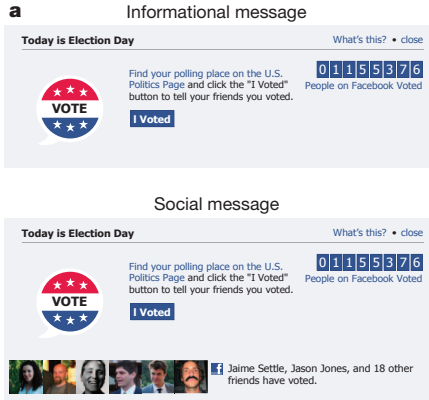 a
Informational message
Today is Election Day
What's this? • close
Find your polling place on the U.S.
Politics Page and click the "I Voted"
button to tell your friends you voted.
I Voted
VOTE
0 1 1 5 5 3 7 6
People on Facebook Voted
Social message
Today is Election Day
What's this? • close
Find your polling place on the U.S.
Politics Page and click the "I Voted"
button to tell your friends you voted.
I Voted
VOTE
0 1 1 5 5 3 7 6
People on Facebook Voted
f
Jaime Settle, Jason Jones, and 18 other
friends have voted.